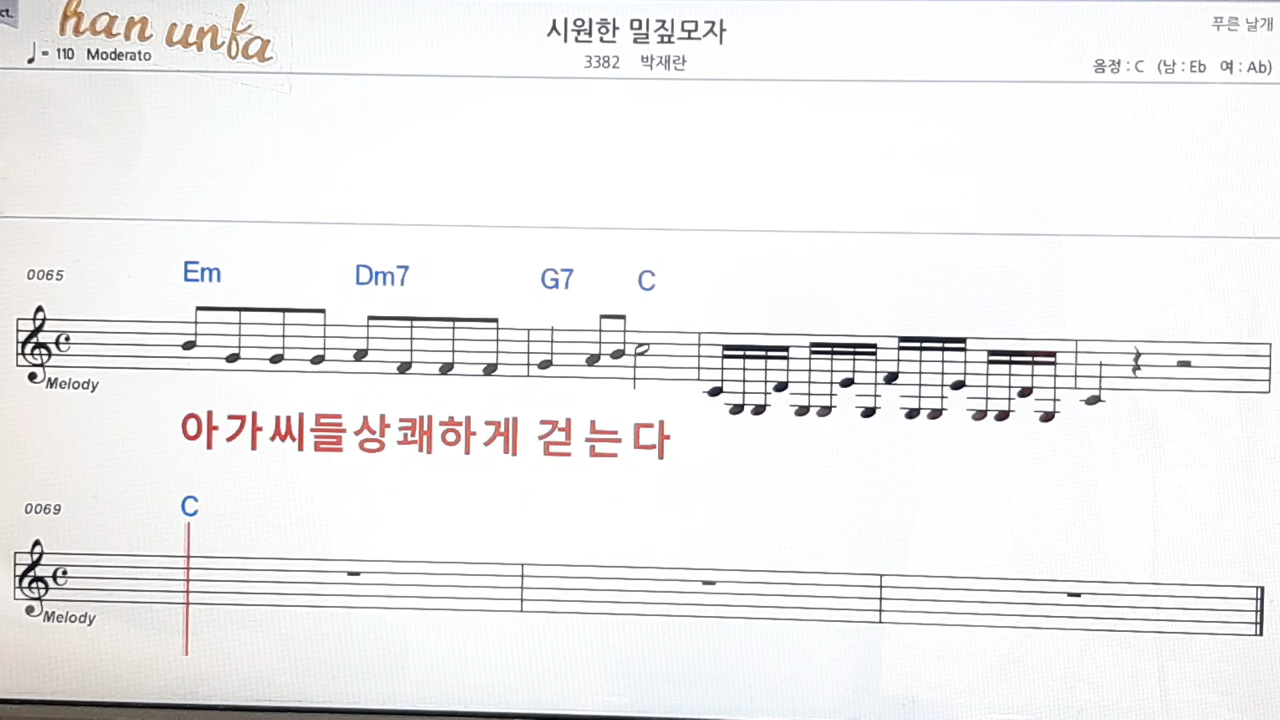 ct.
han unfa
♩= 110 Moderato
시원한 밀짚모자
3382 박재란
푸른 날개
음정 : C (남 : Eb 여 : Ab)
0065
Em Dm7 G7 C
Melody
아가씨들상쾌하게 걷는다
0069
C
Melody